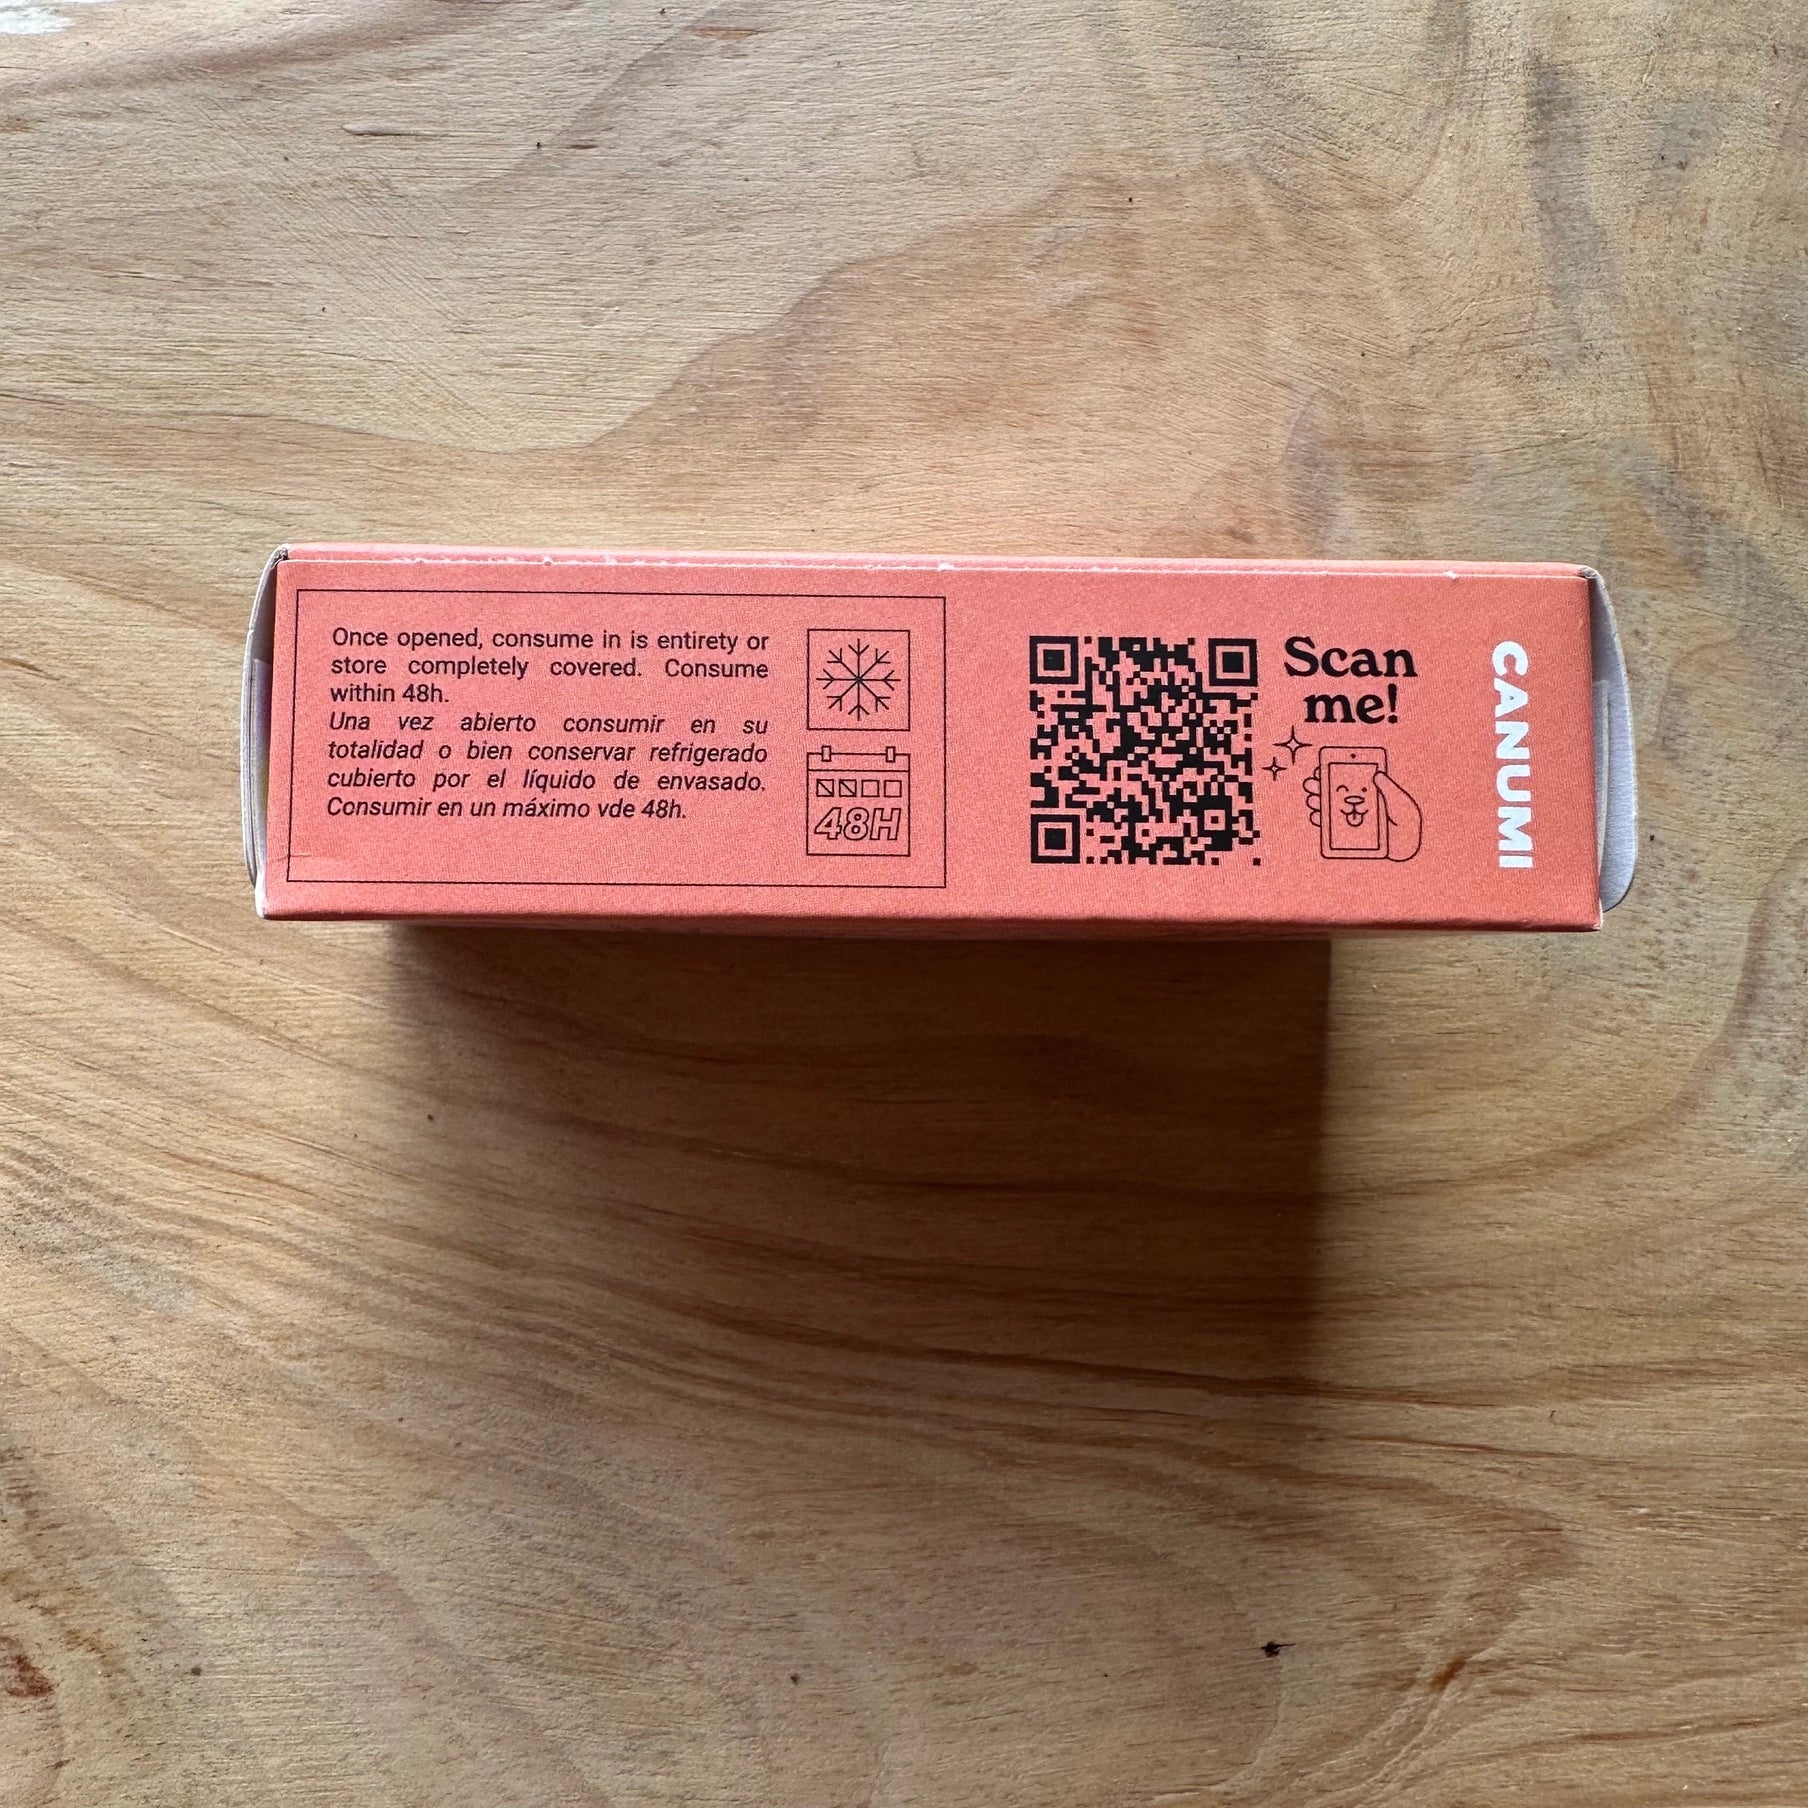 Once opened, consume in is entirety or
store completely covered. Consume
within 48h.
Una vez abierto consumir en su
totalidad o bien conservar refrigerado
cubierto por el líquido de envasado.
Consumir en un máximo vde 48h.
48H
Scan
me!
CANUMI